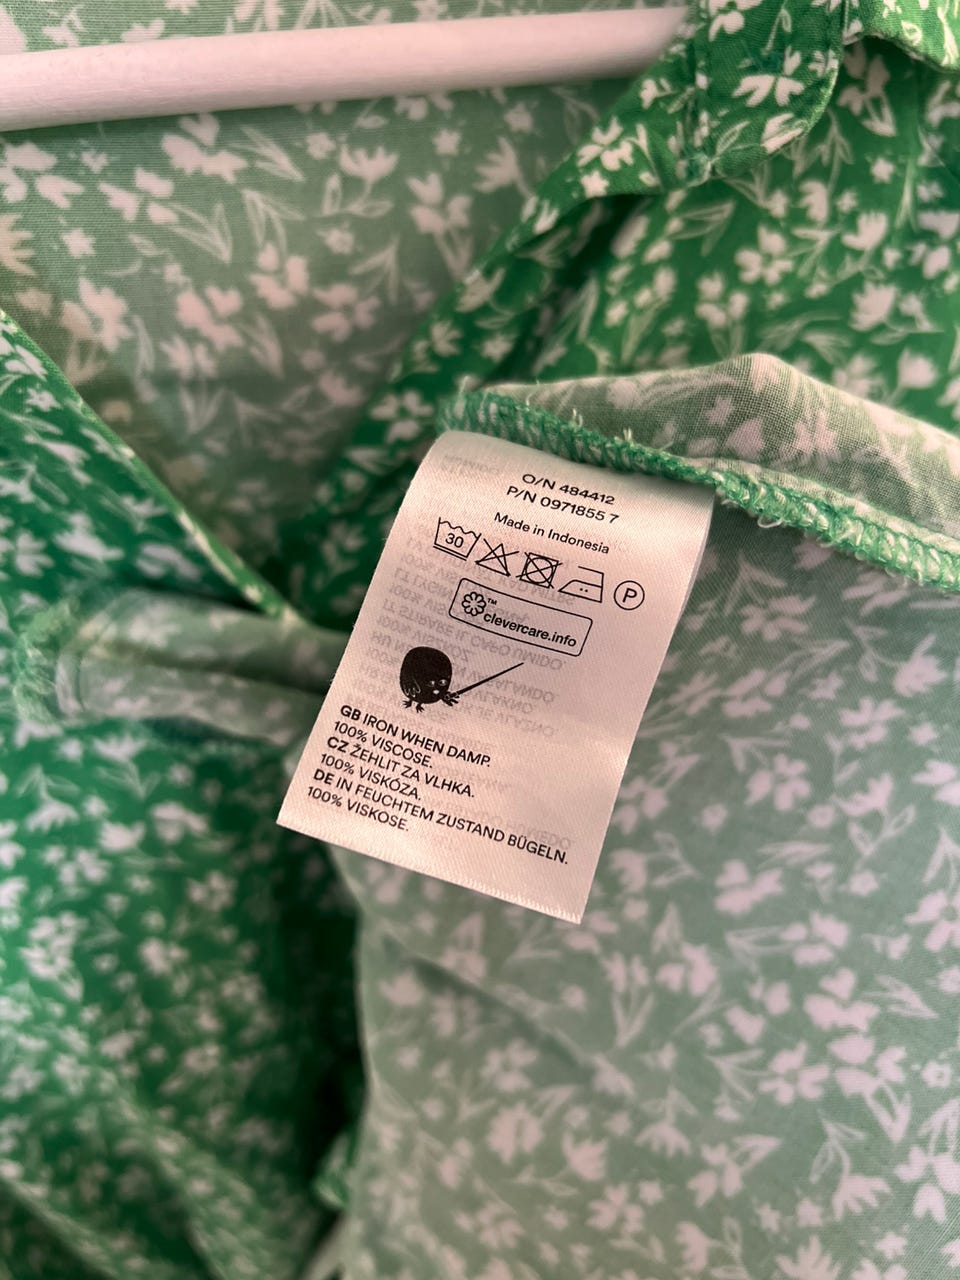 O/N 484412
P/N 0971855 7
Made in Indonesia
30 P
™
clevercare.info
GB IRON WHEN DAMP.
100% VISCOSE.
CZ ŽEHLIT ZA VLHKA.
100% VISKÓZA.
DE IN FEUCHTEM ZUSTAND BÜGELN.
100% VISKOSE.